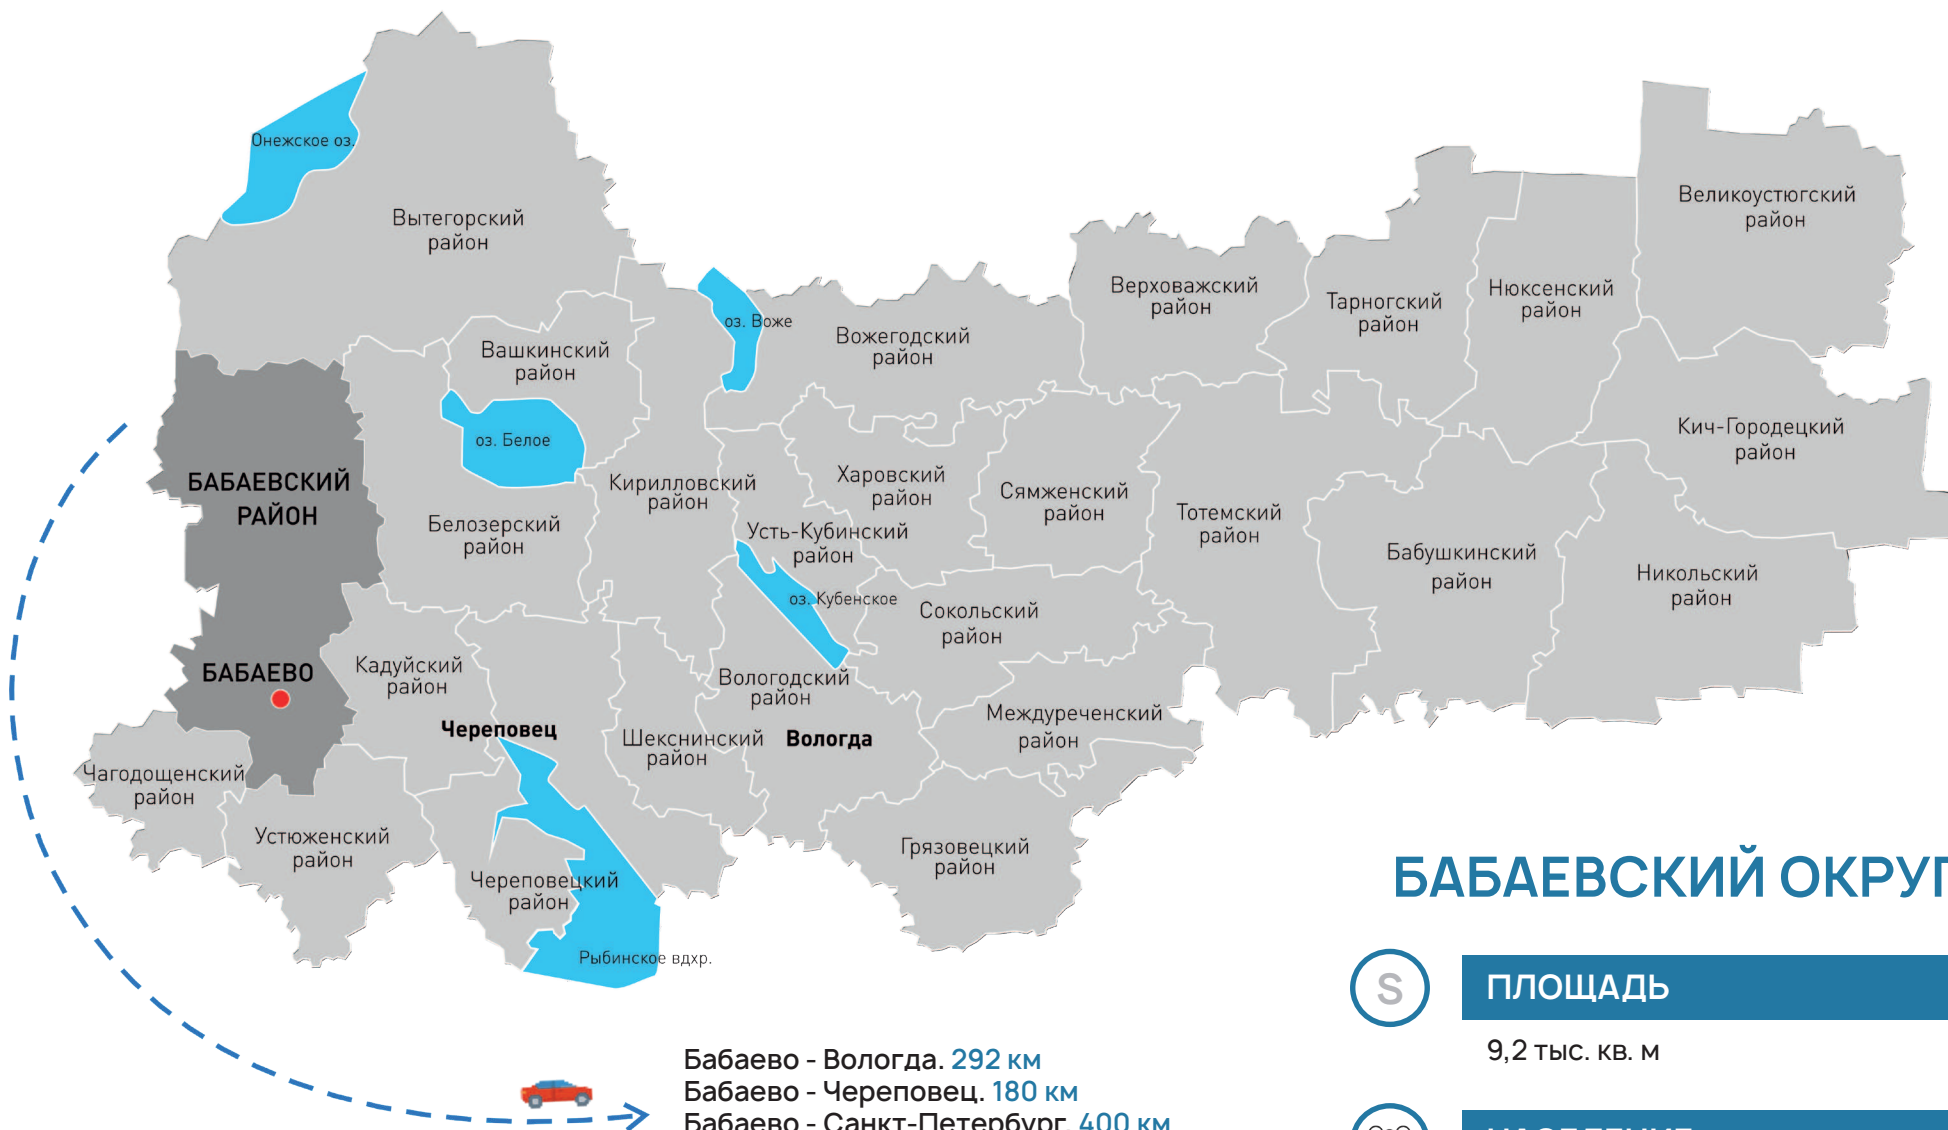 Онежское оз.
Вытегорский
район
Великоустюгский
район
Верховажский
район
Тарногский
район
Нюксенский
район
оз. Воже
Вожегодский
район
Вашкинский
район
оз. Белое
Кич-Городецкий
район
БАБАЕВСКИЙ
РАЙОН
Белозерский
район
Кирилловский
район
Харовский
район
Сямженский
район
Усть-Кубинский
район
Тотемский
район
Бабушкинский
район
Никольский
район
оз. Кубенское
Сокольский
район
БАБАЕВО
Кадуйский
район
Вологодский
район
Междуреченский
район
Череповец
Шекснинский
район
Вологда
Чагодощенский
район
Устюженский
район
Череповецкий
район
Грязовецкий
район
Рыбинское вдхр.
БАБАЕВСКИЙ ОКРУГ
S
ПЛОЩАДЬ
9,2 тыс. кв. м
Бабаево - Вологда. 292 км
Бабаево - Череповец. 180 км
Бабаево - Санкт-Петербург. 400 км